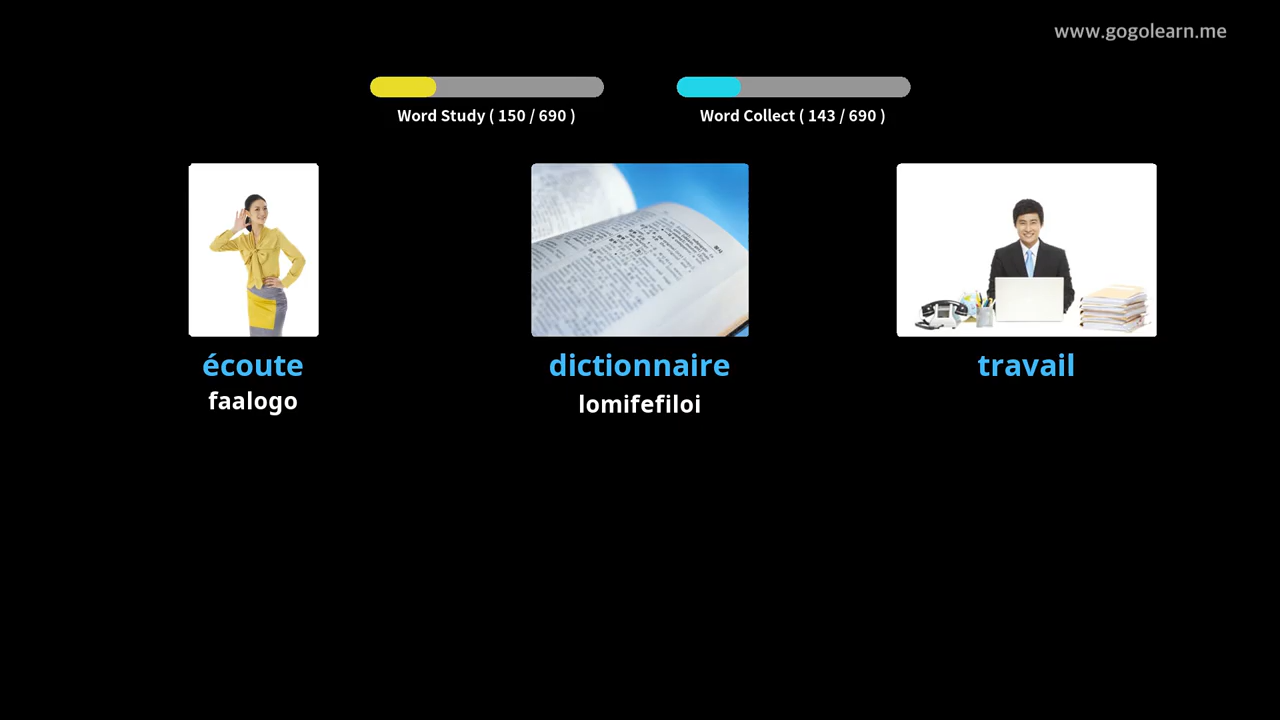 www.gogolearn.me
Word Study ( 150 / 690 )
Word Collect ( 143 / 690 )
écoute
faalogo
dictionnaire
lomifefiloi
travail